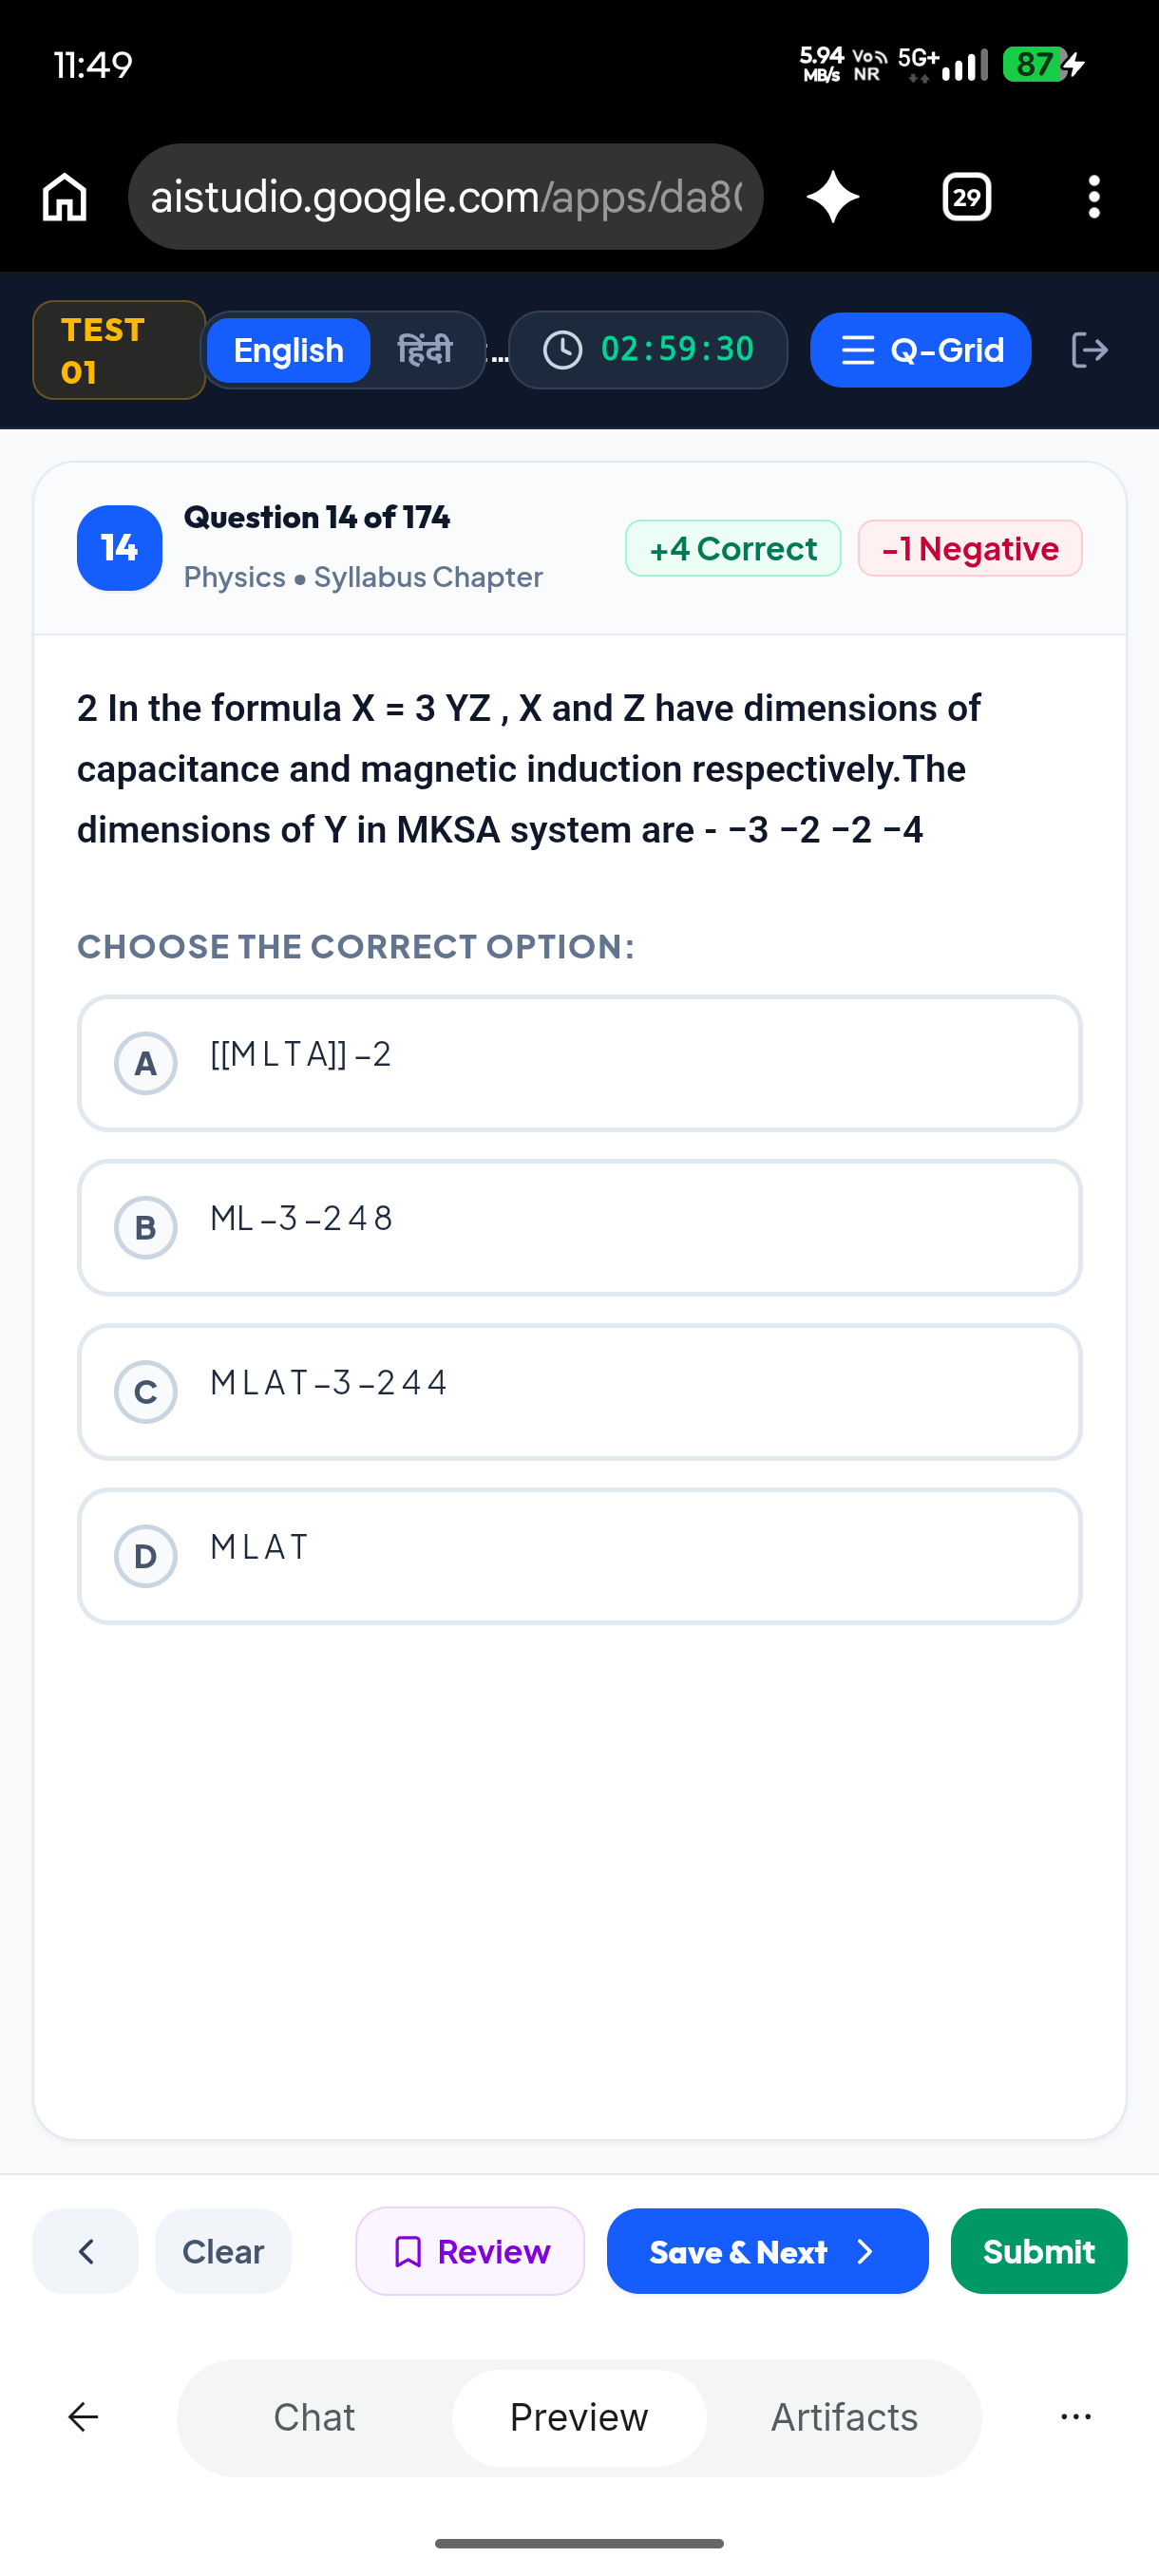 11:49
5.94 MB/s Vo NR 5G+ 87
aistudio.google.com/apps/da8
29
TEST 01
English
हिंदी
...
02:59:30
Q-Grid
14
Question 14 of 174
Physics • Syllabus Chapter
+4 Correct
-1 Negative
2 In the formula X = 3 YZ , X and Z have dimensions of
capacitance and magnetic induction respectively.The
dimensions of Y in MKSA system are - −3 −2 −2 −4
CHOOSE THE CORRECT OPTION:
A [[M L T A]] −2
B ML −3 −2 4 8
C M L A T −3 −2 4 4
D M L A T
Clear
Review
Save & Next
Submit
Chat
Preview
Artifacts